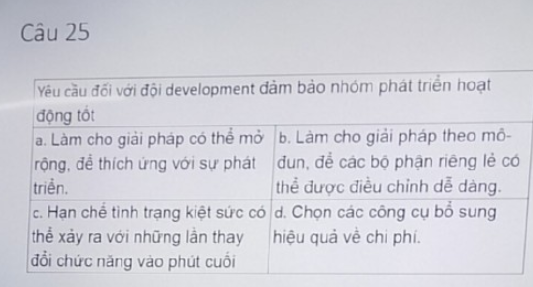 Câu 25
Yêu cầu đối với đội development đảm bảo nhóm phát triển hoạt
động tốt
a. Làm cho giải pháp có thể mở
rộng, để thích ứng với sự phát
triển.
b. Làm cho giải pháp theo mô-
đun, để các bộ phận riêng lẻ có
thể được điều chỉnh dễ dàng.
c. Hạn chế tình trạng kiệt sức có
thể xảy ra với những lần thay
đổi chức năng vào phút cuối
d. Chọn các công cụ bổ sung
hiệu quả về chi phí.